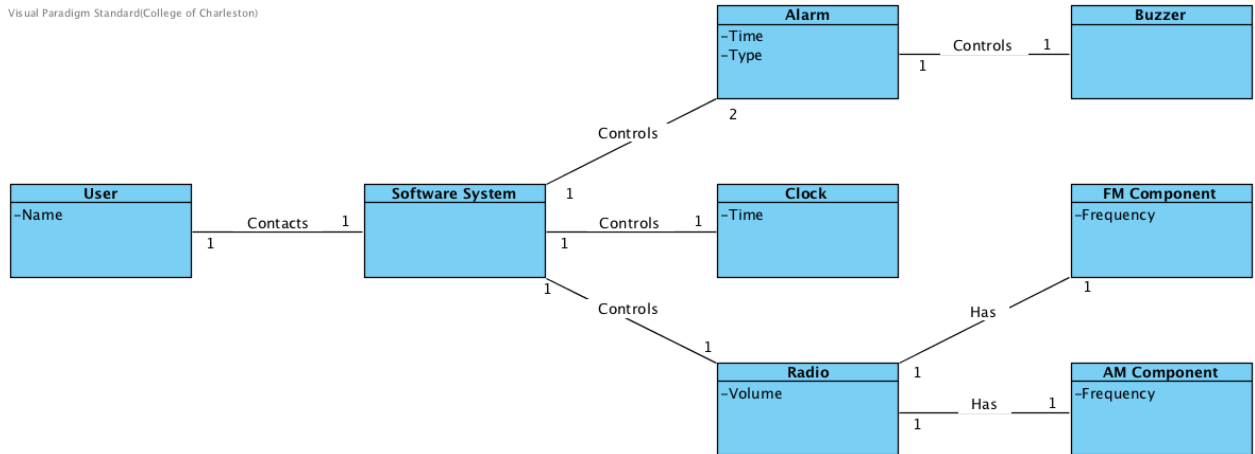 Visual Paradigm Standard(College of Charleston)
Alarm
-Time
-Type
Buzzer
Controls
1
1
2
Controls
1
User
-Name
Contacts
1
1
Software System
Controls
1
1
Clock
-Time
FM Component
-Frequency
1
Controls
1
Has
1
1
Radio
-Volume
Has
1
1
AM Component
-Frequency